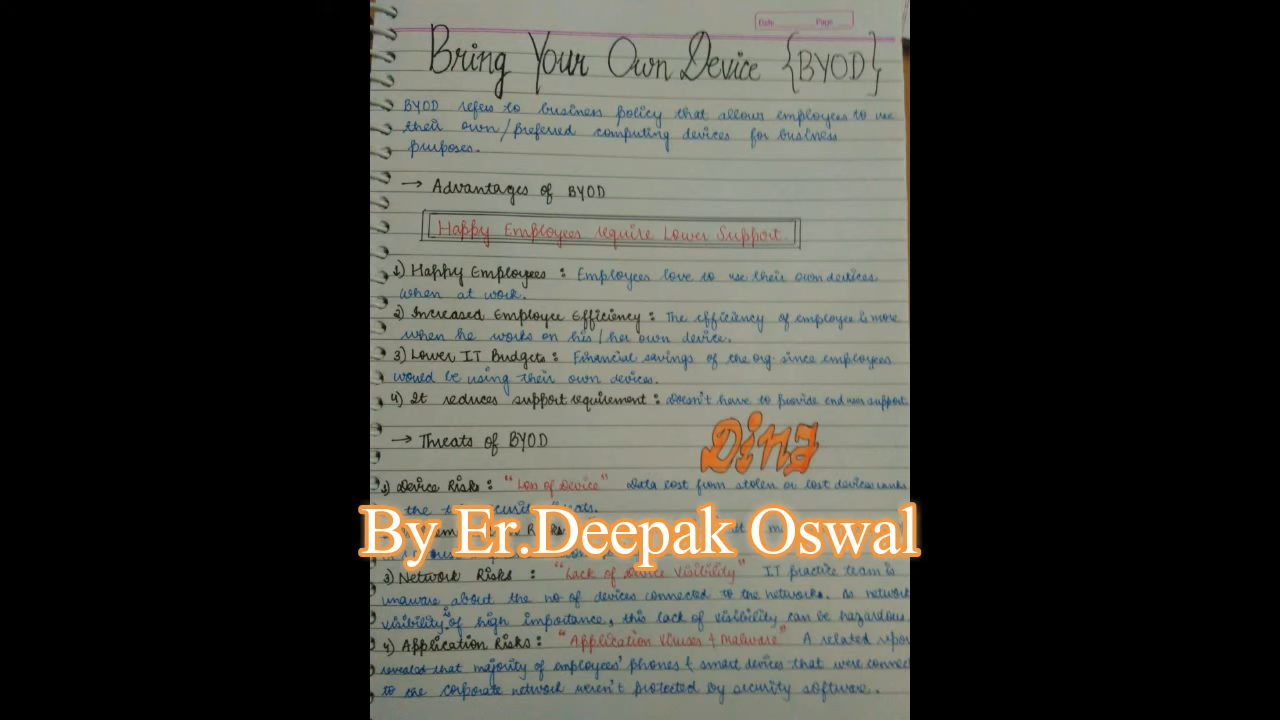 Date Page
Bring Your Own Device {BYOD}
BYOD refers to business policy that allows employees to use
their own/preferred computing devices for business
purposes.
→ Advantages of BYOD
Happy Employees require Lower Support.
1) Happy Employees : Employees love to use their own devices
when at work.
2) Increased Employee Efficiency : The efficiency of employee is more
when he works on his/her own device.
3) Lower IT Budgets : Financial savings of the org. since employees
would be using their own devices.
4) It reduces support requirement : doesn't have to provide end user support
→ Threats of BYOD
1) Device Risks : "Loss of Device" Data lost from stolen or lost devices ranks
the
By Er.Deepak Oswal
3) Network Risks : "Lack of Device Visibility" IT practice team is
unaware about the no of devices connected to the networks. As network
visibility is of high importance, this lack of visibility can be hazardous.
4) Application Risks : "Application Viruses & Malware" A related repor
revealed that majority of employees' phones & smart devices that were connec
to the corporate network weren't protected by security software.